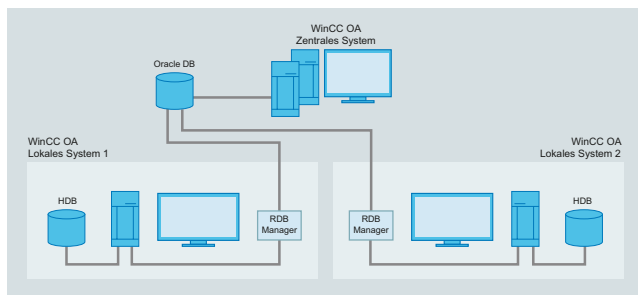 WinCC OA
Zentrales System
Oracle DB
WinCC OA
Lokales System 1
HDB
RDB
Manager
WinCC OA
Lokales System 2
RDB
Manager
HDB